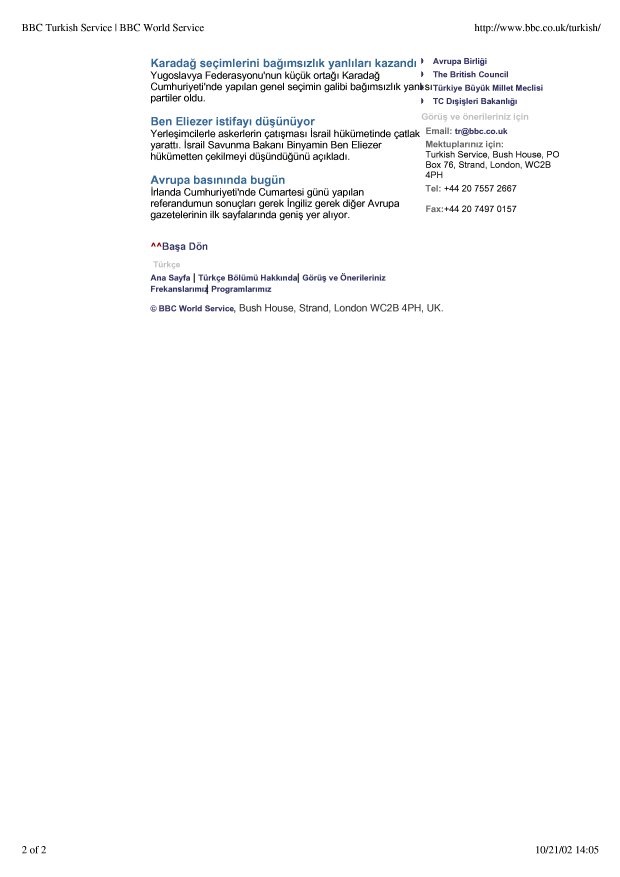 BBC Turkish Service | BBC World Service
http://www.bbc.co.uk/turkish/
Karadağ seçimlerini bağımsızlık yanlıları kazandı
Yugoslavya Federasyonu'nun küçük ortağı Karadağ
Cumhuriyeti'nde yapılan genel seçimin galibi bağımsızlık yanlısı
partiler oldu.
Ben Eliezer istifayı düşünüyor
Yerleşimcilerle askerlerin çatışması İsrail hükümetinde çatlak
yarattı. İsrail Savunma Bakanı Binyamin Ben Eliezer
hükümetten çekilmeyi düşündüğünü açıkladı.
Avrupa basınında bugün
İrlanda Cumhuriyeti'nde Cumartesi günü yapılan
referandumun sonuçları gerek İngiliz gerek diğer Avrupa
gazetelerinin ilk sayfalarında geniş yer alıyor.
^^Başa Dön
Türkçe
Ana Sayfa | Türkçe Bölümü Hakkında| Görüş ve Önerileriniz
Frekanslarımız| Programlarımız
© BBC World Service, Bush House, Strand, London WC2B 4PH, UK.
Avrupa Birliği
The British Council
Türkiye Büyük Millet Meclisi
TC Dışişleri Bakanlığı
Görüş ve önerileriniz için
Email: tr@bbc.co.uk
Mektuplarınız için:
Turkish Service, Bush House, PO
Box 76, Strand, London, WC2B
4PH
Tel: +44 20 7557 2667
Fax:+44 20 7497 0157
2 of 2
10/21/02 14:05